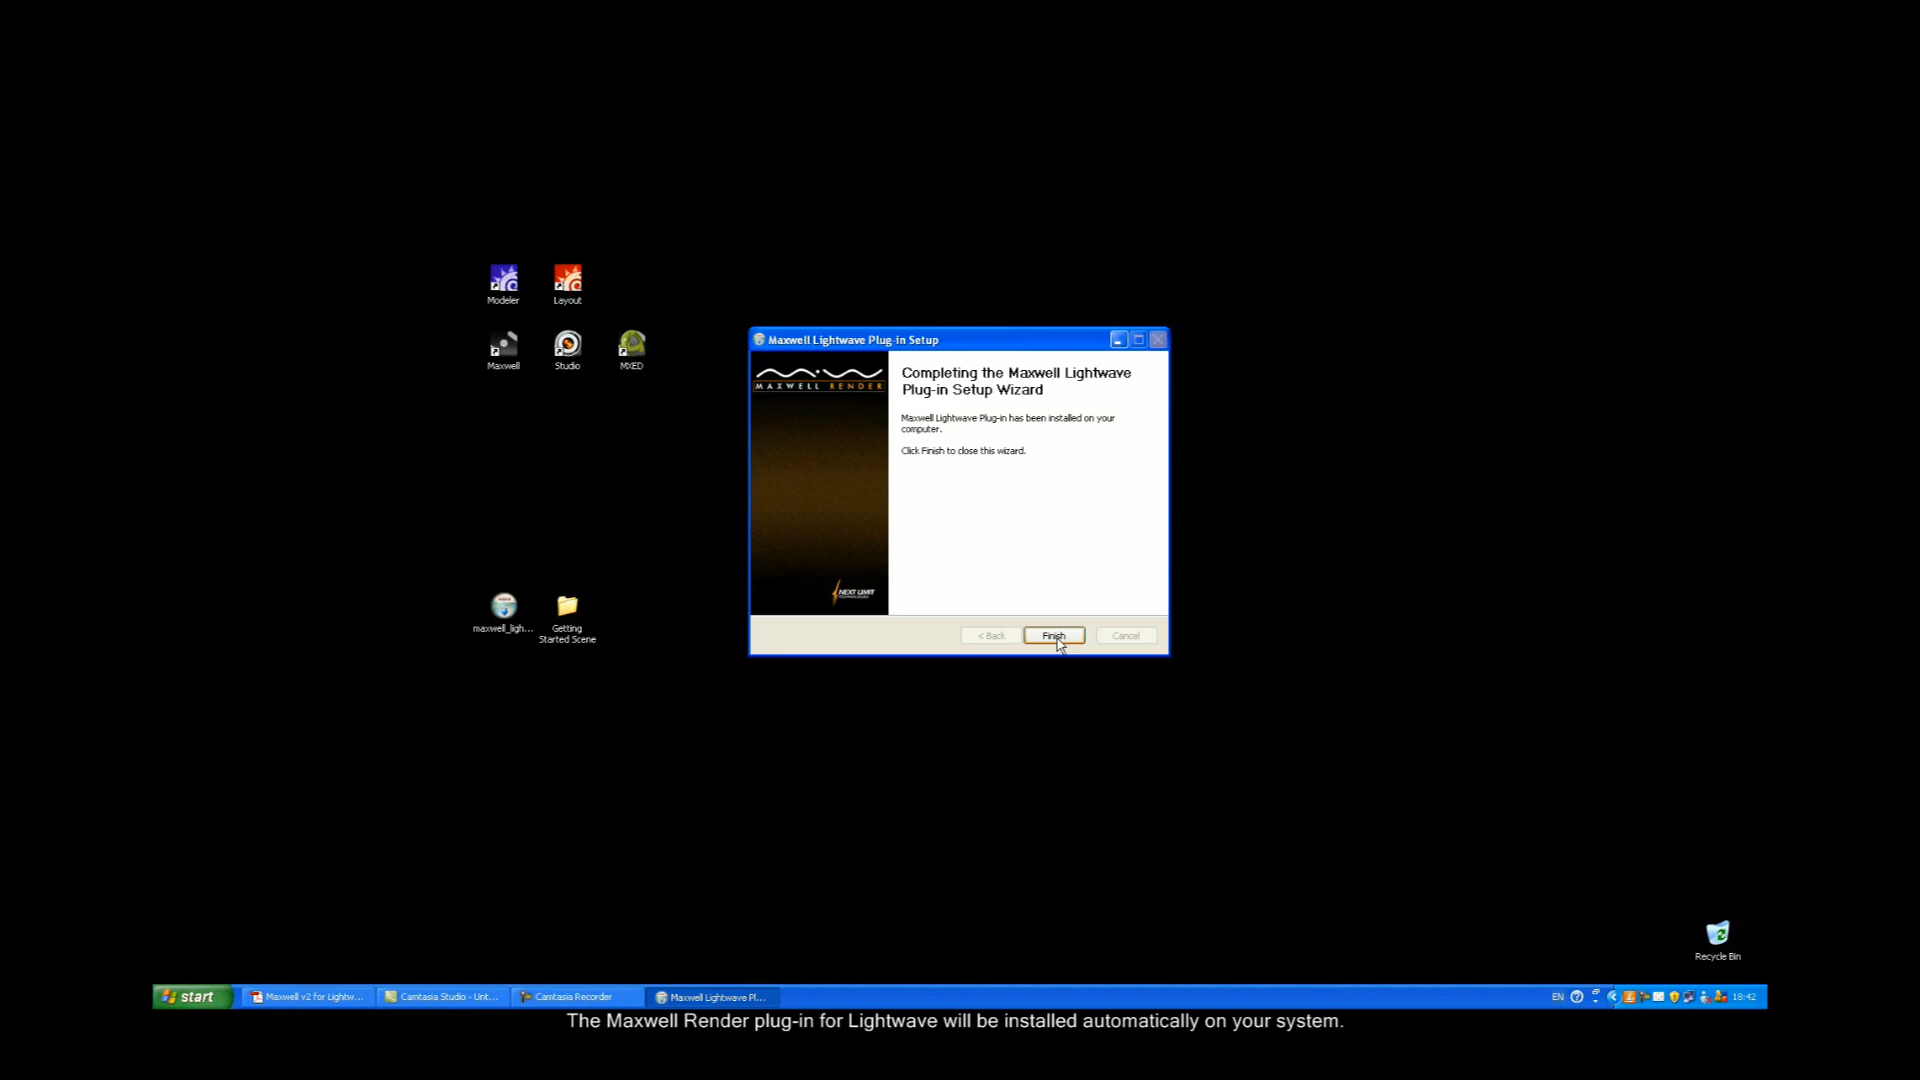 Modeler
Layout
Maxwell
Studio
MXED
Maxwell Lightwave Plug-in Setup
MAXWELL RENDER
Completing the Maxwell Lightwave
Plug-in Setup Wizard
Maxwell Lightwave Plug-in has been installed on your
computer.
Click Finish to close this wizard.
NEXT LIMIT
TECHNOLOGIES
< Back
Finish
Cancel
maxwell_ligh...
Getting
Started Scene
Recycle Bin
start
Maxwell v2 for Lightw...
Camtasia Studio - Unt...
Camtasia Recorder
Maxwell Lightwave Pl...
EN
18:42
The Maxwell Render plug-in for Lightwave will be installed automatically on your system.